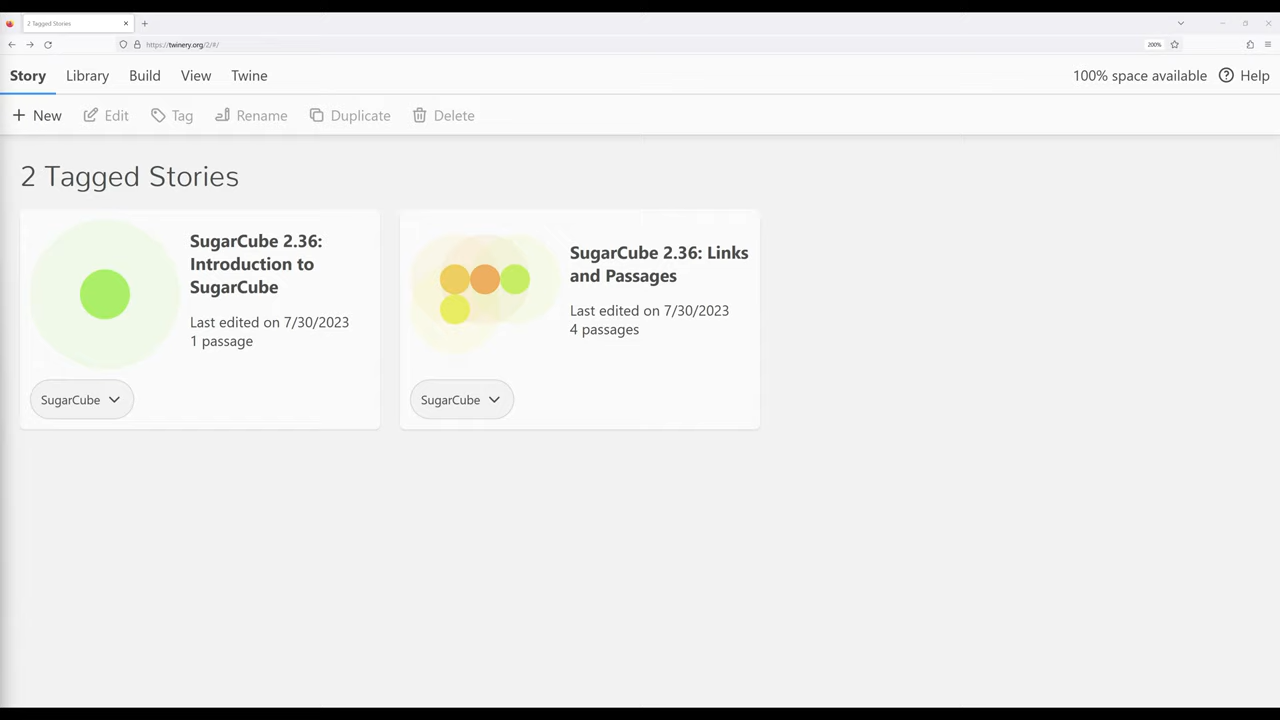 2 Tagged Stories
https://twinery.org/2/#/
200%
Story Library Build View Twine 100% space available Help
New Edit Tag Rename Duplicate Delete
2 Tagged Stories
SugarCube 2.36:
Introduction to
SugarCube
Last edited on 7/30/2023
1 passage
SugarCube
SugarCube 2.36: Links
and Passages
Last edited on 7/30/2023
4 passages
SugarCube